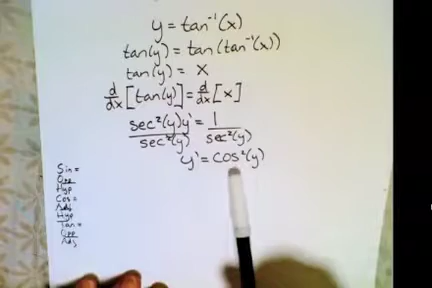 y = tan⁻¹(x)
tan(y) = tan(tan⁻¹(x))
tan(y) = x
d/dx [tan(y)] = d/dx [x]
sec²(y)y' / sec²(y) = 1 / sec²(y)
y' = cos²(y)
Sin =
Opp
Hyp
Cos =
Adj
Hyp
Tan =
Opp
Adj